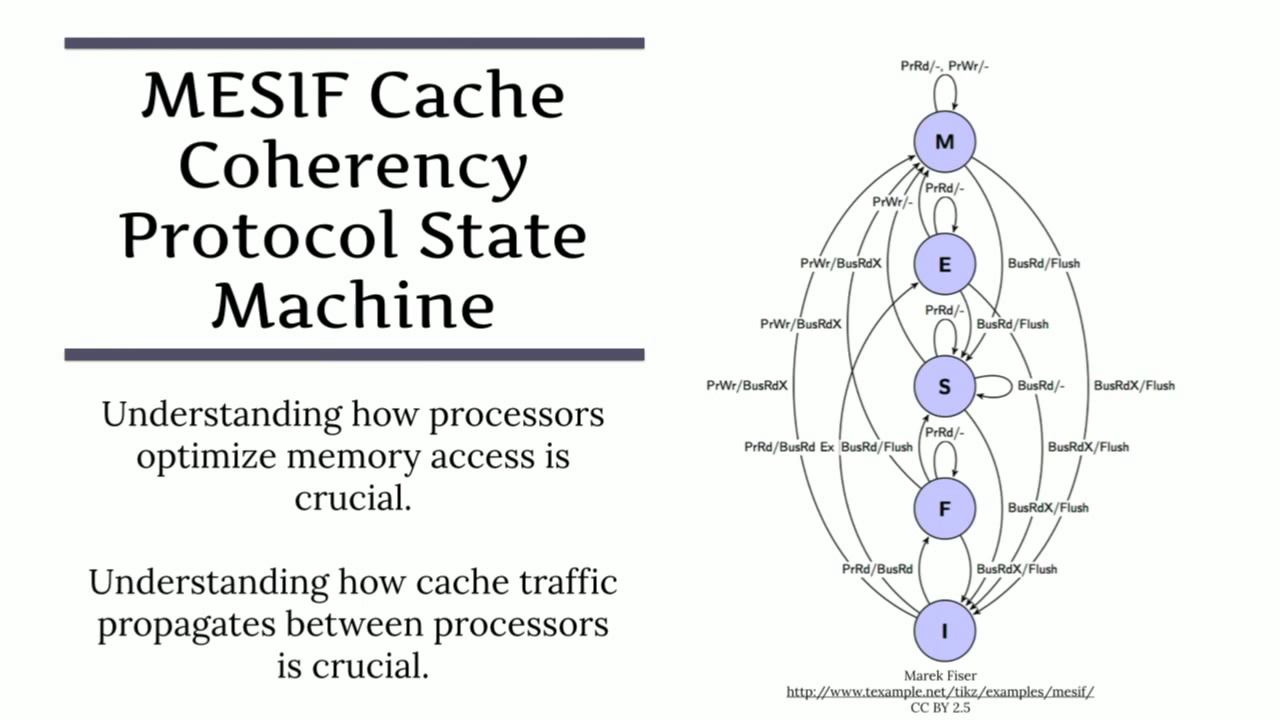 MESIF Cache
Coherency
Protocol State
Machine
Understanding how processors
optimize memory access is
crucial.
Understanding how cache traffic
propagates between processors
is crucial.
PrRd/-, PrWr/-
M
PrRd/-
PrWr/-
E
PrWr/BusRdX
BusRd/Flush
PrRd/-
PrWr/BusRdX
BusRd/Flush
S
PrWr/BusRdX
BusRd/-
BusRdX/Flush
PrRd/-
PrRd/BusRd Ex
BusRd/Flush
BusRdX/Flush
F
BusRdX/Flush
PrRd/BusRd
BusRdX/Flush
I
Marek Fiser
http://www.texample.net/tikz/examples/mesif/
CC BY 2.5